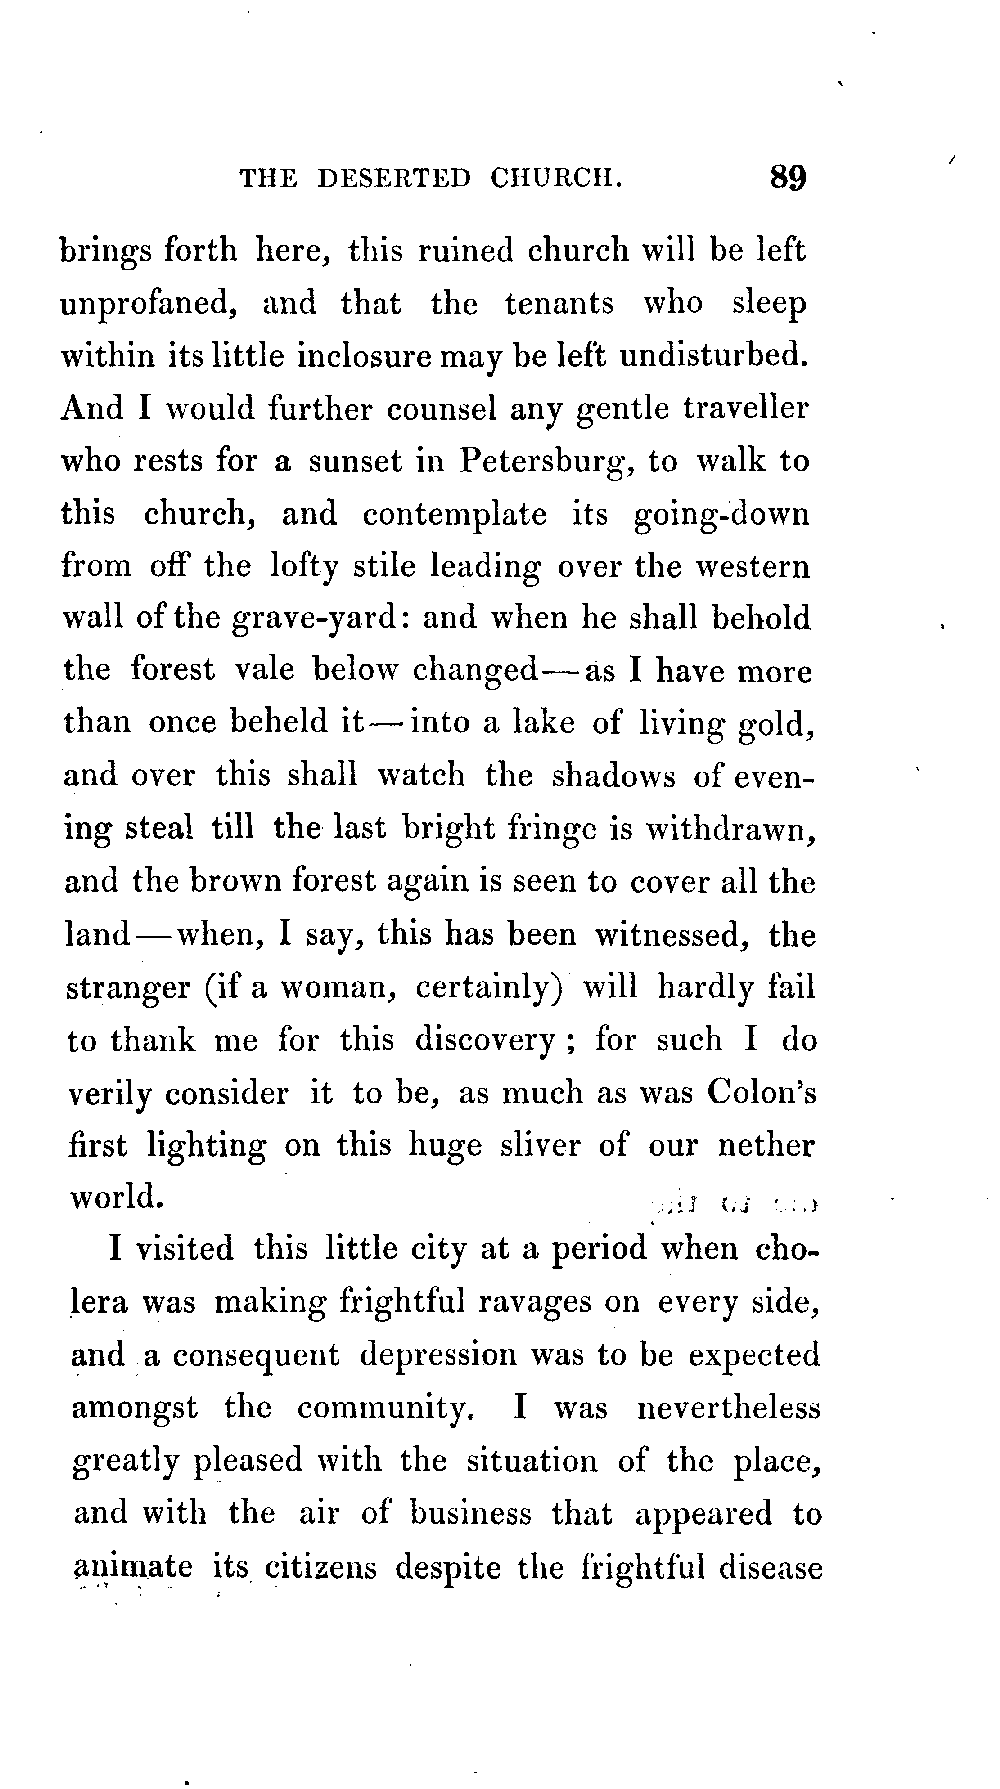 THE DESERTED CHURCH. 89
brings forth here, this ruined church will be left
unprofaned, and that the tenants who sleep
within its little inclosure may be left undisturbed.
And I would further counsel any gentle traveller
who rests for a sunset in Petersburg, to walk to
this church, and contemplate its going-down
from off the lofty stile leading over the western
wall of the grave-yard: and when he shall behold
the forest vale below changed—as I have more
than once beheld it—into a lake of living gold,
and over this shall watch the shadows of even-
ing steal till the last bright fringe is withdrawn,
and the brown forest again is seen to cover all the
land—when, I say, this has been witnessed, the
stranger (if a woman, certainly) will hardly fail
to thank me for this discovery; for such I do
verily consider it to be, as much as was Colon's
first lighting on this huge sliver of our nether
world.
I visited this little city at a period when cho-
lera was making frightful ravages on every side,
and a consequent depression was to be expected
amongst the community. I was nevertheless
greatly pleased with the situation of the place,
and with the air of business that appeared to
animate its citizens despite the frightful disease